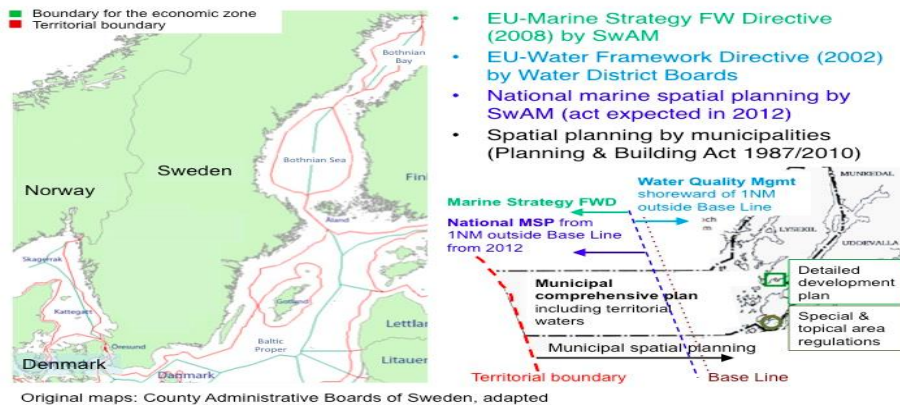 Boundary for the economic zone
Territorial boundary
Bothnian
Bay
Bothnian Sea
Sweden
Norway
Fin
Åland
Skagerrak
Kattegatt
Gotland
Öresund
Baltic
Proper
Lettla
Litauer
Denmark
Danmark
• EU-Marine Strategy FW Directive
(2008) by SwAM
• EU-Water Framework Directive (2002)
by Water District Boards
• National marine spatial planning by
SwAM (act expected in 2012)
• Spatial planning by municipalities
(Planning & Building Act 1987/2010)
MUNKEDAL
Water Quality Mgmt
shoreward of 1NM
outside Base Line
Marine Strategy FWD
National MSP from
1NM outside Base Line
from 2012
LYSEKIL
UDDEVALLA
Detailed
development
plan
Municipal
comprehensive plan
including territorial
waters
Special &
topical area
regulations
Municipal spatial planning
Territorial boundary
Base Line
Original maps: County Administrative Boards of Sweden, adapted